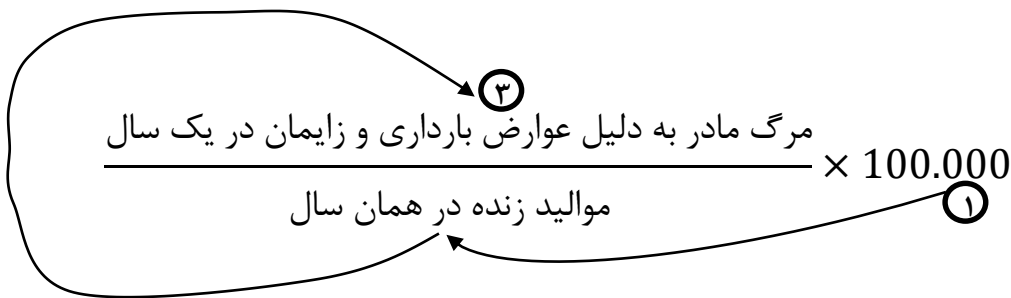 ۳
مرگ مادر به دلیل عوارض بارداری و زایمان در یک سال
× 100.000
موالید زنده در همان سال
۱